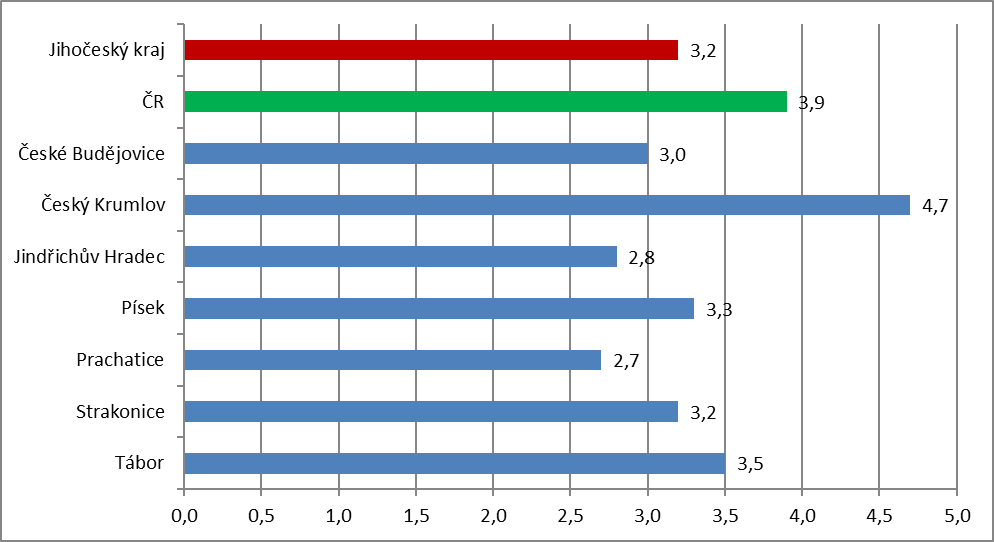 Jihočeský kraj 3,2
ČR 3,9
České Budějovice 3,0
Český Krumlov 4,7
Jindřichův Hradec 2,8
Písek 3,3
Prachatice 2,7
Strakonice 3,2
Tábor 3,5
0,0 0,5 1,0 1,5 2,0 2,5 3,0 3,5 4,0 4,5 5,0